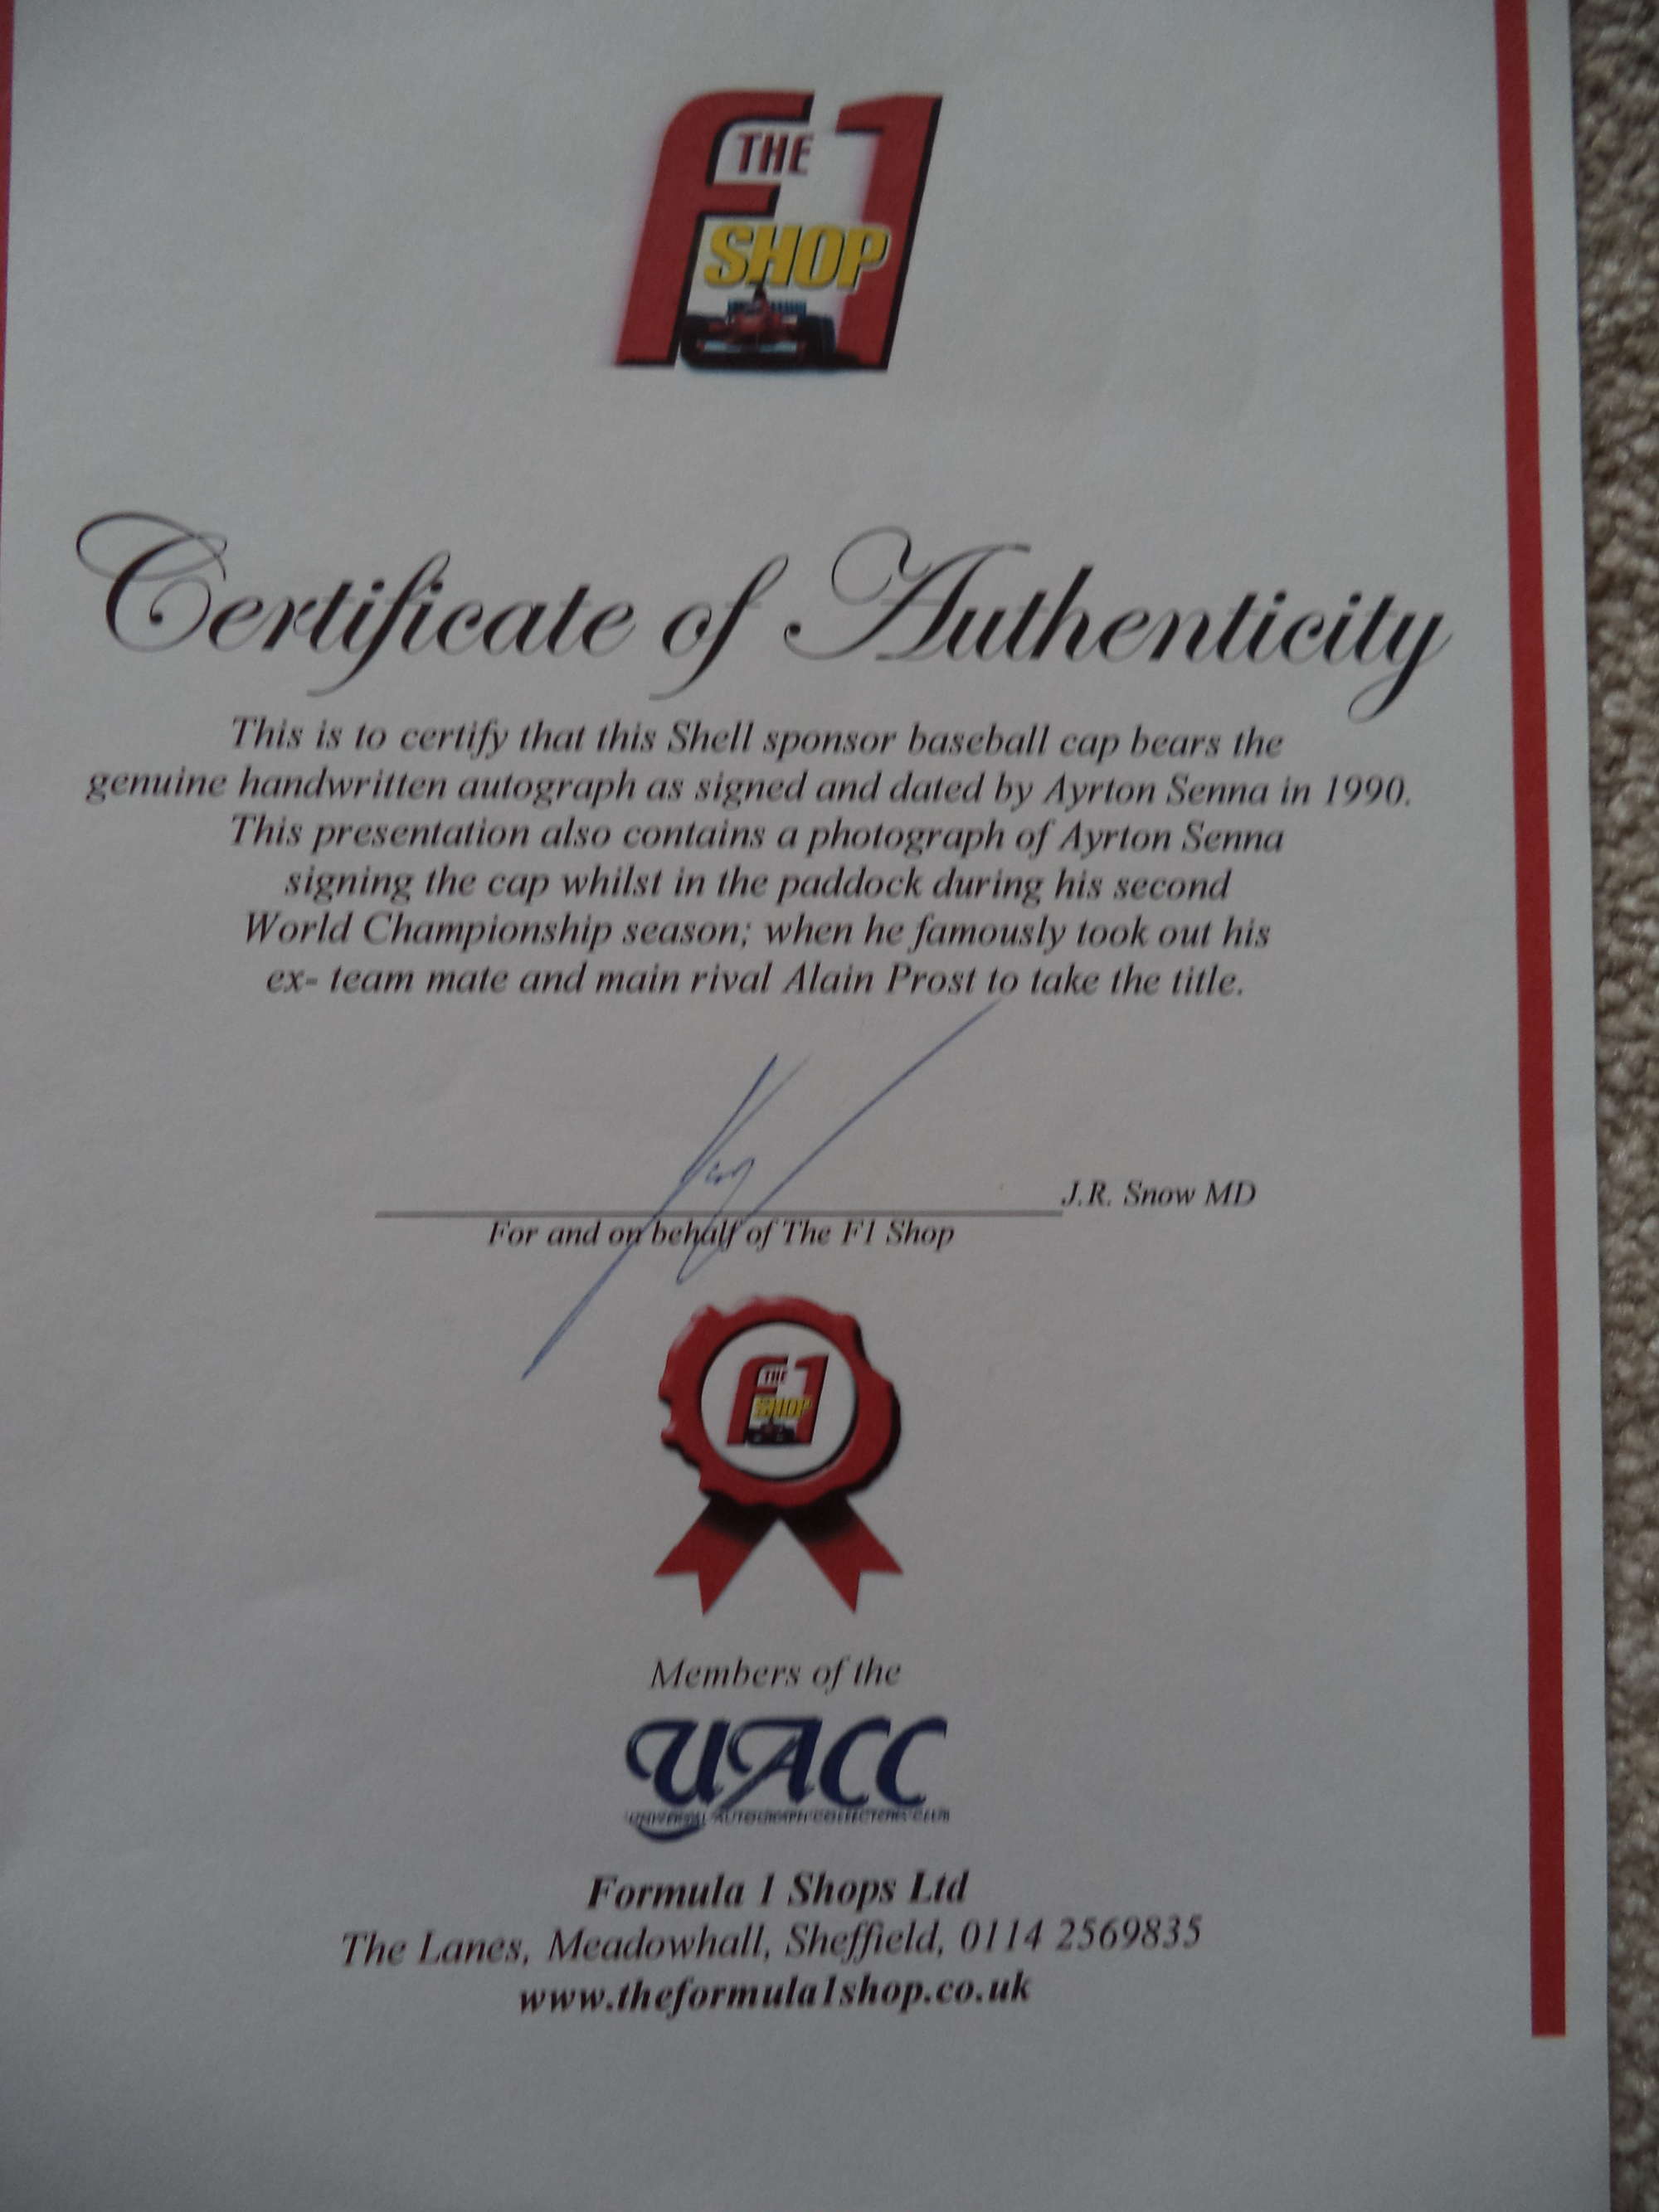 THE
F1
SHOP
Certificate of Authenticity
This is to certify that this Shell sponsor baseball cap bears the
genuine handwritten autograph as signed and dated by Ayrton Senna in 1990.
This presentation also contains a photograph of Ayrton Senna
signing the cap whilst in the paddock during his second
World Championship season; when he famously took out his
ex- team mate and main rival Alain Prost to take the title.
J.R. Snow MD
For and on behalf of The F1 Shop
THE
F1
SHOP
Members of the
UACC
UNIVERSAL AUTOGRAPH COLLECTORS CLUB
Formula 1 Shops Ltd
The Lanes, Meadowhall, Sheffield, 0114 2569835
www.theformula1shop.co.uk